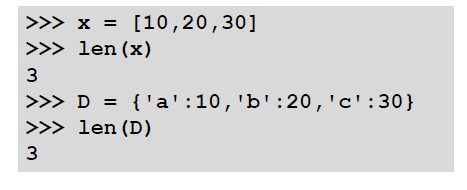 >>> x = [10,20,30]
>>> len(x)
3
>>> D = {'a':10,'b':20,'c':30}
>>> len(D)
3